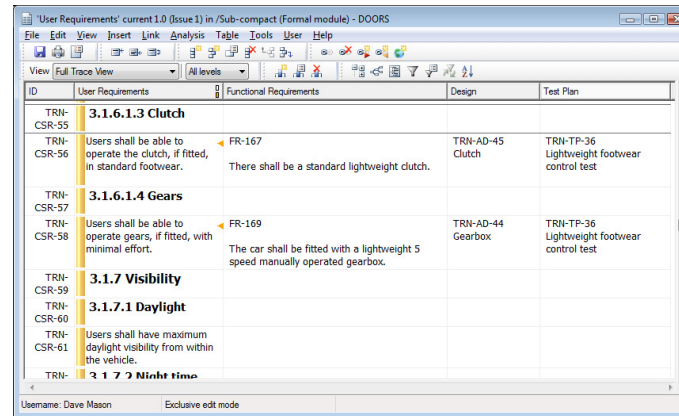 'User Requirements' current 1.0 (Issue 1) in /Sub-compact (Formal module) - DOORS
File Edit View Insert Link Analysis Table Tools User Help
View Full Trace View All levels
ID User Requirements Functional Requirements Design Test Plan
TRN-
CSR-55
3.1.6.1.3 Clutch
TRN-
CSR-56
Users shall be able to
operate the clutch, if fitted,
in standard footwear.
FR-167
There shall be a standard lightweight clutch.
TRN-AD-45
Clutch
TRN-TP-36
Lightweight footwear
control test
TRN-
CSR-57
3.1.6.1.4 Gears
TRN-
CSR-58
Users shall be able to
operate gears, if fitted, with
minimal effort.
FR-169
The car shall be fitted with a lightweight 5
speed manually operated gearbox.
TRN-AD-44
Gearbox
TRN-TP-36
Lightweight footwear
control test
TRN-
CSR-59
3.1.7 Visibility
TRN-
CSR-60
3.1.7.1 Daylight
TRN-
CSR-61
Users shall have maximum
daylight visibility from within
the vehicle.
TRN-
3.1.7.2 Night time
Username: Dave Mason Exclusive edit mode